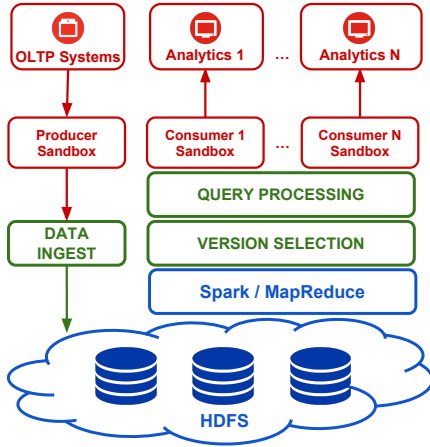 OLTP Systems
Analytics 1
...
Analytics N
Producer
Sandbox
Consumer 1
Sandbox
...
Consumer N
Sandbox
QUERY PROCESSING
DATA
INGEST
VERSION SELECTION
Spark / MapReduce
HDFS